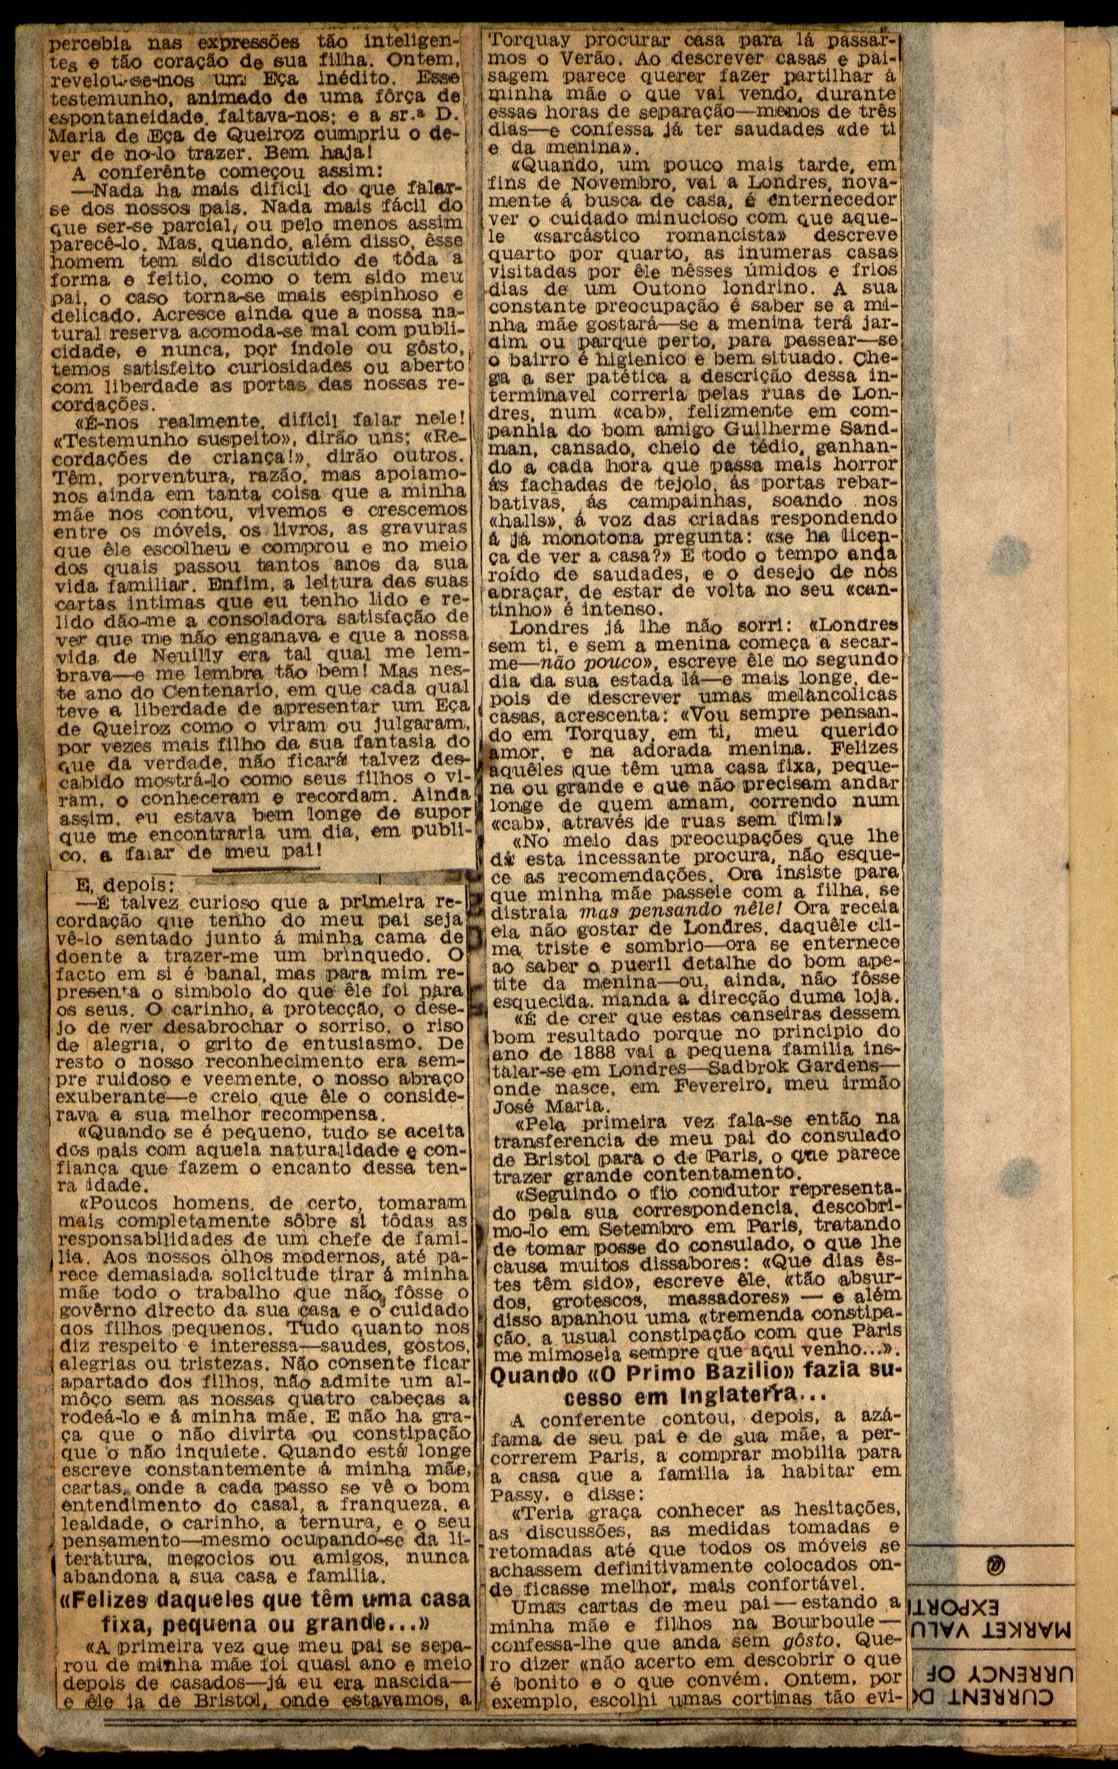 percebia nas expressões tão inteligen-
tes e tão coração de sua filha. Ontem,
revelou-se-nos um Eça inédito. Esse
testemunho, animado de uma fôrça de
espontaneidade, faltava-nos; e a sr.ª D.
Maria de Eça de Queiroz cumpriu o de-
ver de no-lo trazer. Bem haja!
A conferênte começou assim:
—Nada ha mais dificil do que falar-
se dos nossos pais. Nada mais fácil do
que ser-se parcial, ou pelo menos assim
parecê-lo. Mas, quando, além disso, êsse
homem tem sido discutido de tôda a
forma e feitio, como o tem sido meu
pai, o caso torna-se mais espinhoso e
delicado. Acresce ainda que a nossa na-
tural reserva acomoda-se mal com publi-
cidade, e nunca, por índole ou gôsto,
temos satisfeito curiosidades ou aberto
com liberdade as portas das nossas re-
cordações.
«É-nos realmente, dificil falar nele!
«Testemunho suspeito», dirão uns; «Re-
cordações de criança!», dirão outros.
Têm, porventura, razão, mas apoiamo-
nos ainda em tanta coisa que a minha
mãe nos contou, vivemos e crescemos
entre os móveis, os livros, as gravuras
que êle escolheu e comprou e no meio
dos quais passou tantos anos da sua
vida familiar. Enfim, a leitura das suas
cartas intimas que eu tenho lido e re-
lido dão-me a consoladora satisfação de
ver que me não enganava e que a nossa
vida de Neuilly era tal qual me lem-
brava—e me lembra tão bem! Mas nes-
te ano do Centenario, em que cada qual
teve a liberdade de apresentar um Eça
de Queiroz como o viram ou julgaram,
por vezes mais filho da sua fantasia do
que da verdade, não ficará talvez des-
cabido mostrá-lo como seus filhos o vi-
ram, o conheceram e recordam. Ainda
assim, eu estava bem longe de supor
que me encontraria um dia, em publi-
co, a falar de meu pai!
E, depois:
—É talvez curioso que a primeira re-
cordação que tenho do meu pai seja
vê-lo sentado junto á minha cama de
doente a trazer-me um brinquedo. O
facto em si é banal, mas para mim re-
presenta o simbolo do que êle foi para
os seus. O carinho, a protecção, o dese-
jo de ver desabrochar o sorriso, o riso
de alegria, o grito de entusiasmo. De
resto o nosso reconhecimento era sem-
pre ruidoso e veemente, o nosso abraço
exuberante—e creio que êle o conside-
rava a sua melhor recompensa.
«Quando se é pequeno, tudo se aceita
dos pais com aquela naturalidade e con-
fiança que fazem o encanto dessa ten-
ra idade.
«Poucos homens, de certo, tomaram
mais completamente sôbre si tôdas as
responsabilidades de um chefe de fami-
lia. Aos nossos olhos modernos, até pa-
rece demasiada solicitude tirar á minha
mãe todo o trabalho que não fôsse o
govêrno directo da sua casa e o cuidado
dos filhos pequenos. Tudo quanto nos
diz respeito e interessa—saudes, gôstos,
alegrias ou tristezas. Não consente ficar
apartado dos filhos, não admite um al-
môço sem as nossas quatro cabeças a
rodeá-lo e á minha mãe. E não ha gra-
ça que o não divirta ou constipação
que o não inquiete. Quando está longe
escreve constantemente á minha mãe,
cartas, onde a cada passo se vê o bom
entendimento do casal, a franqueza, a
lealdade, o carinho, a ternura, e o seu
pensamento—mesmo ocupando-se da li-
teratura, negocios ou amigos, nunca
abandona a sua casa e familia.
«Felizes daqueles que têm uma casa
fixa, pequena ou grande...»
«A primeira vez que meu pai se sepa-
rou de minha mãe foi quasi ano e meio
depois de casados—já eu era nascida—
e êle ia de Bristol, onde estavamos, a
Torquay procurar casa para lá passar-
mos o Verão. Ao descrever casas e pai-
sagem parece querer fazer partilhar á
minha mãe o que vai vendo, durante
essas horas de separação—menos de três
dias—e confessa já ter saudades «de ti
e da menina».
«Quando, um pouco mais tarde, em
fins de Novembro, vai a Londres, nova-
mente á busca de casa, é enternecedor
ver o cuidado minucioso com que aque-
le «sarcástico romancista» descreve
quarto por quarto, as inumeras casas
visitadas por êle nêsses úmidos e frios
dias de um Outono londrino. A sua
constante preocupação é saber se a mi-
nha mãe gostará—se a menina terá jar-
dim ou parque perto, para passear—se
o bairro é higienico e bem situado. Che-
ga a ser patética a descrição dessa in-
terminavel correria pelas ruas de Lon-
dres, num «cab», felizmente em com-
panhia do bom amigo Guilherme Sand-
man, cansado, cheio de tédio, ganhan-
do a cada hora que passa mais horror
ás fachadas de tejolo, ás portas rebar-
bativas, ás campainhas, soando nos
«halls», á voz das criadas respondendo
á já monotona pregunta: «se ha licen-
ça de ver a casa?» E todo o tempo anda
roído de saudades, e o desejo de nos
abraçar, de estar de volta no seu «can-
tinho» é intenso.
Londres já lhe não sorri: «Londres
sem ti, e sem a menina começa a secar-
me—não pouco», escreve êle no segundo
dia da sua estada lá—e mais longe, de-
pois de descrever umas melancolicas
casas, acrescenta: «Vou sempre pensan-
do em Torquay, em ti, meu querido
amor, e na adorada menina. Felizes
aquêles que têm uma casa fixa, peque-
na ou grande e que não precisam andar
longe de quem amam, correndo num
«cab», através de ruas sem fim!»
«No meio das preocupações que lhe
dá esta incessante procura, não esque-
ce as recomendações. Ora insiste para
que minha mãe passeie com a filha, se
distraia mas pensando nêle! Ora receia
ela não gostar de Londres, daquêle cli-
ma triste e sombrio—ora se enternece
ao saber o pueril detalhe do bom ape-
tite da menina—ou, ainda, não fôsse
esquecida, manda a direcção duma loja.
«É de crer que estas canseiras dessem
bom resultado porque no principio do
ano de 1888 vai a pequena familia ins-
talar-se em Londres—Sadbrok Gardens—
onde nasce, em Fevereiro, meu irmão
José Maria.
«Pela primeira vez fala-se então na
transferencia de meu pai do consulado
de Bristol para o de Paris, o que parece
trazer grande contentamento.
«Seguindo o fio condutor representa-
do pela sua correspondencia, descobri-
mo-lo em Setembro em Paris, tratando
de tomar posse do consulado, o que lhe
causa muitos dissabores: «Que dias ês-
tes têm sido», escreve êle, «tão absur-
dos, grotescos, massadores» — e além
disso apanhou uma «tremenda constipa-
ção, a usual constipação com que Paris
me mimoseia sempre que aqui venho...».
Quando «O Primo Bazilio» fazia su-
cesso em Inglaterra...
A conferente contou, depois, a azá-
fama de seu pai e de sua mãe, a per-
correrem Paris, a comprar mobilia para
a casa que a familia ia habitar em
Passy, e disse:
«Teria graça conhecer as hesitações,
as discussões, as medidas tomadas e
retomadas até que todos os móveis se
achassem definitivamente colocados on-
de ficasse melhor, mais confortável.
Umas cartas de meu pai—estando a
minha mãe e filhos na Bourboule—
confessa-lhe que anda sem gôsto. Que-
ro dizer «não acerto em descobrir o que
é bonito e o que convém. Ontem, por
exemplo, escolhi umas cortinas tão evi-
@
EXPORT
MARKET VALU
URRENCY OF
CURRENT DO